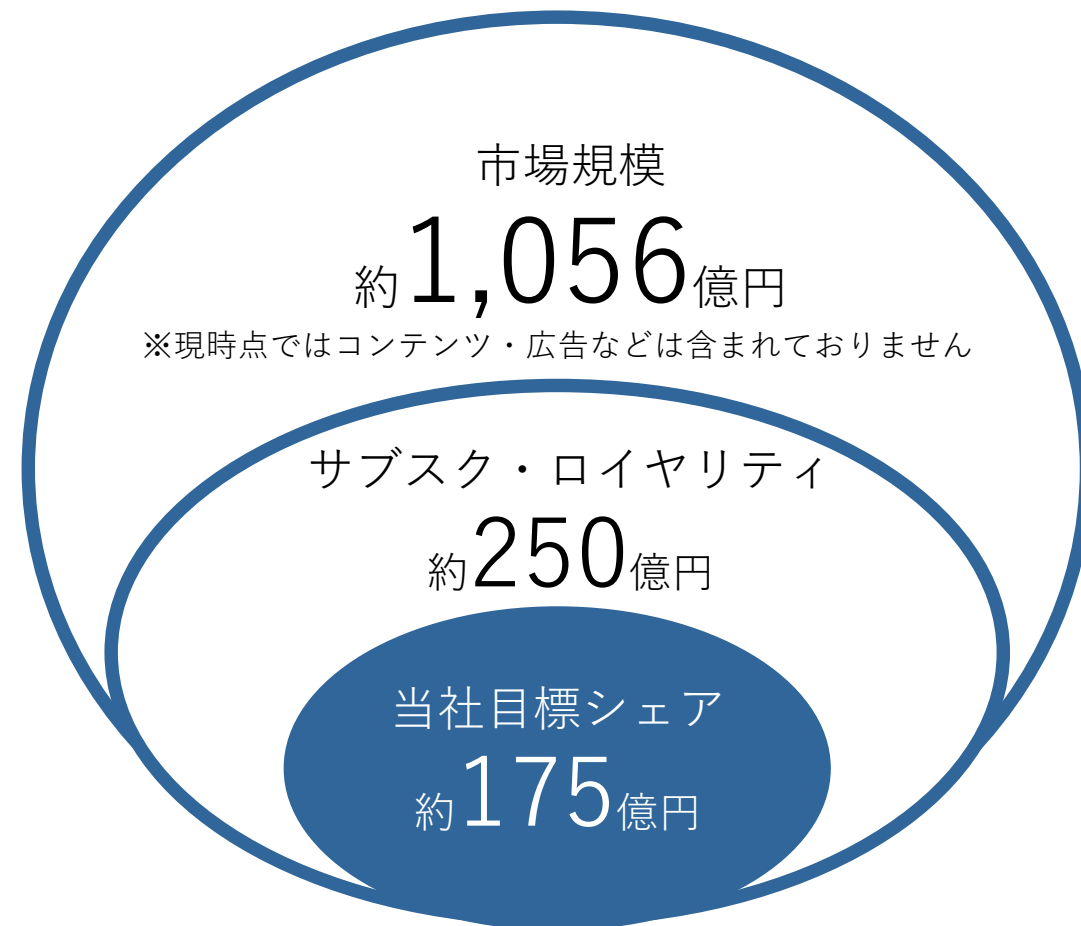 市場規模
約1,056億円
※現時点ではコンテンツ・広告などは含まれておりません
サブスク・ロイヤリティ
約250億円
当社目標シェア
約175億円